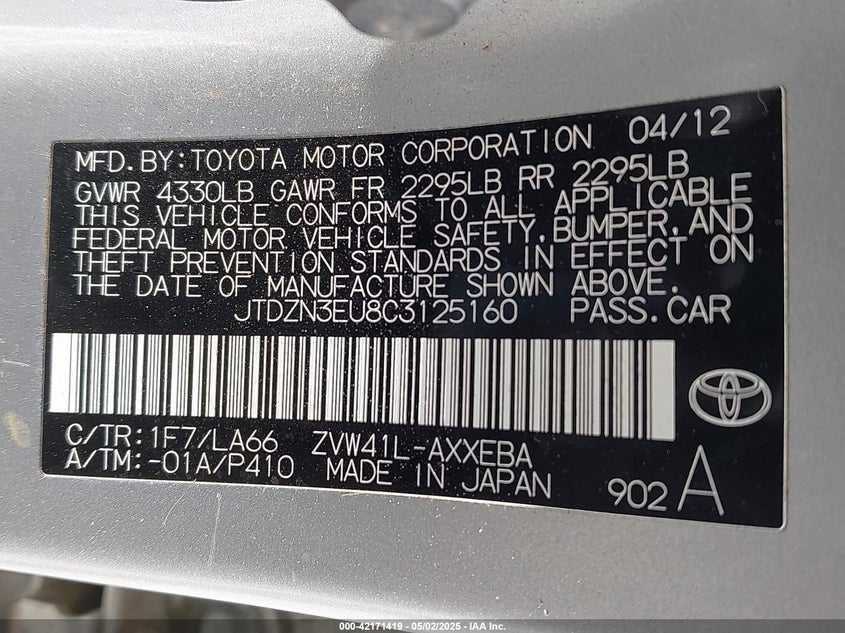 MFD.BY:TOYOTA MOTOR CORPORATION 04/12
GVWR 4330LB GAWR FR 2295LB RR 2295LB
THIS VEHICLE CONFORMS TO ALL APPLICABLE
FEDERAL MOTOR VEHICLE SAFETY,BUMPER,AND
THEFT PREVENTION STANDARDS IN EFFECT ON
THE DATE OF MANUFACTURE SHOWN ABOVE.
JTDZN3EU8C3125160 PASS.CAR
C/TR:1F7/LA66 ZVW41L-AXXEBA
A/TM:-01A/P410 MADE IN JAPAN
902 A
000-42171419 - 05/02/2025 - IAA Inc.